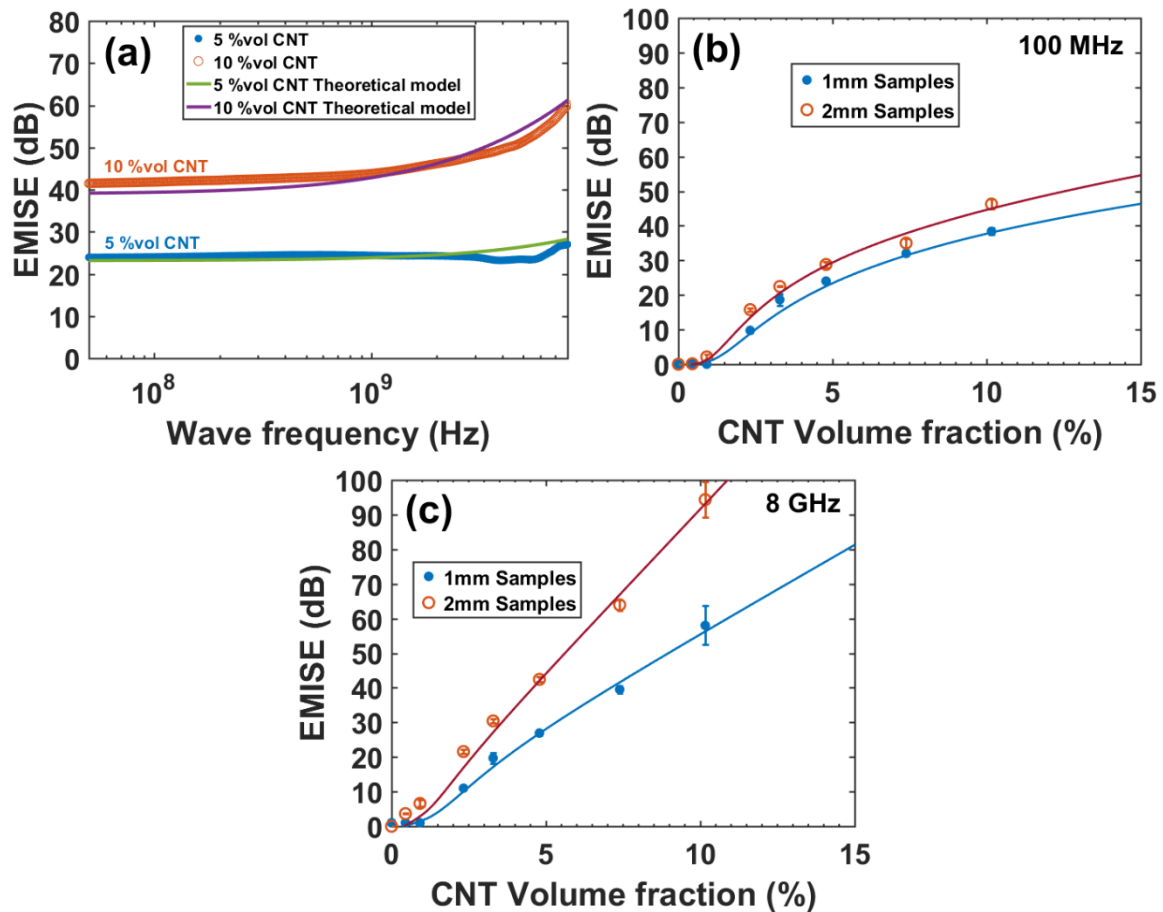 (a)
5 %vol CNT
10 %vol CNT
5 %vol CNT Theoretical model
10 %vol CNT Theoretical model
80
70
60
50
40
30
20
10
0
10 %vol CNT
5 %vol CNT
10⁸
10⁹
EMISE (dB)
Wave frequency (Hz)
(b)
100 MHz
1mm Samples
2mm Samples
100
90
80
70
60
50
40
30
20
10
0
0
5
10
15
EMISE (dB)
CNT Volume fraction (%)
(c)
8 GHz
1mm Samples
2mm Samples
100
90
80
70
60
50
40
30
20
10
0
0
5
10
15
EMISE (dB)
CNT Volume fraction (%)